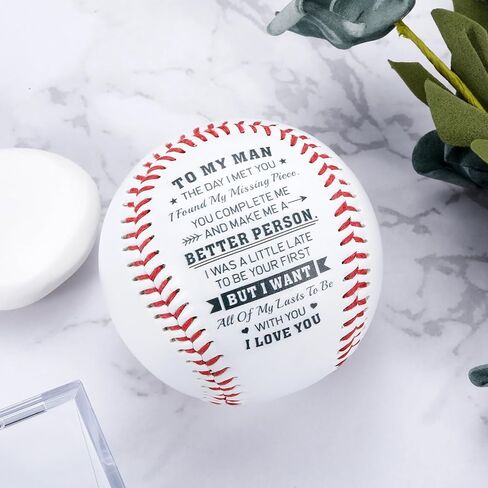 TO MY MAN
THE DAY I MET YOU
I Found My Missing Piece.
YOU COMPLETE ME
AND MAKE ME A
BETTER PERSON.
I WAS A LITTLE LATE
TO BE YOUR FIRST
BUT I WANT
All Of My Lasts To Be
WITH YOU
I LOVE YOU